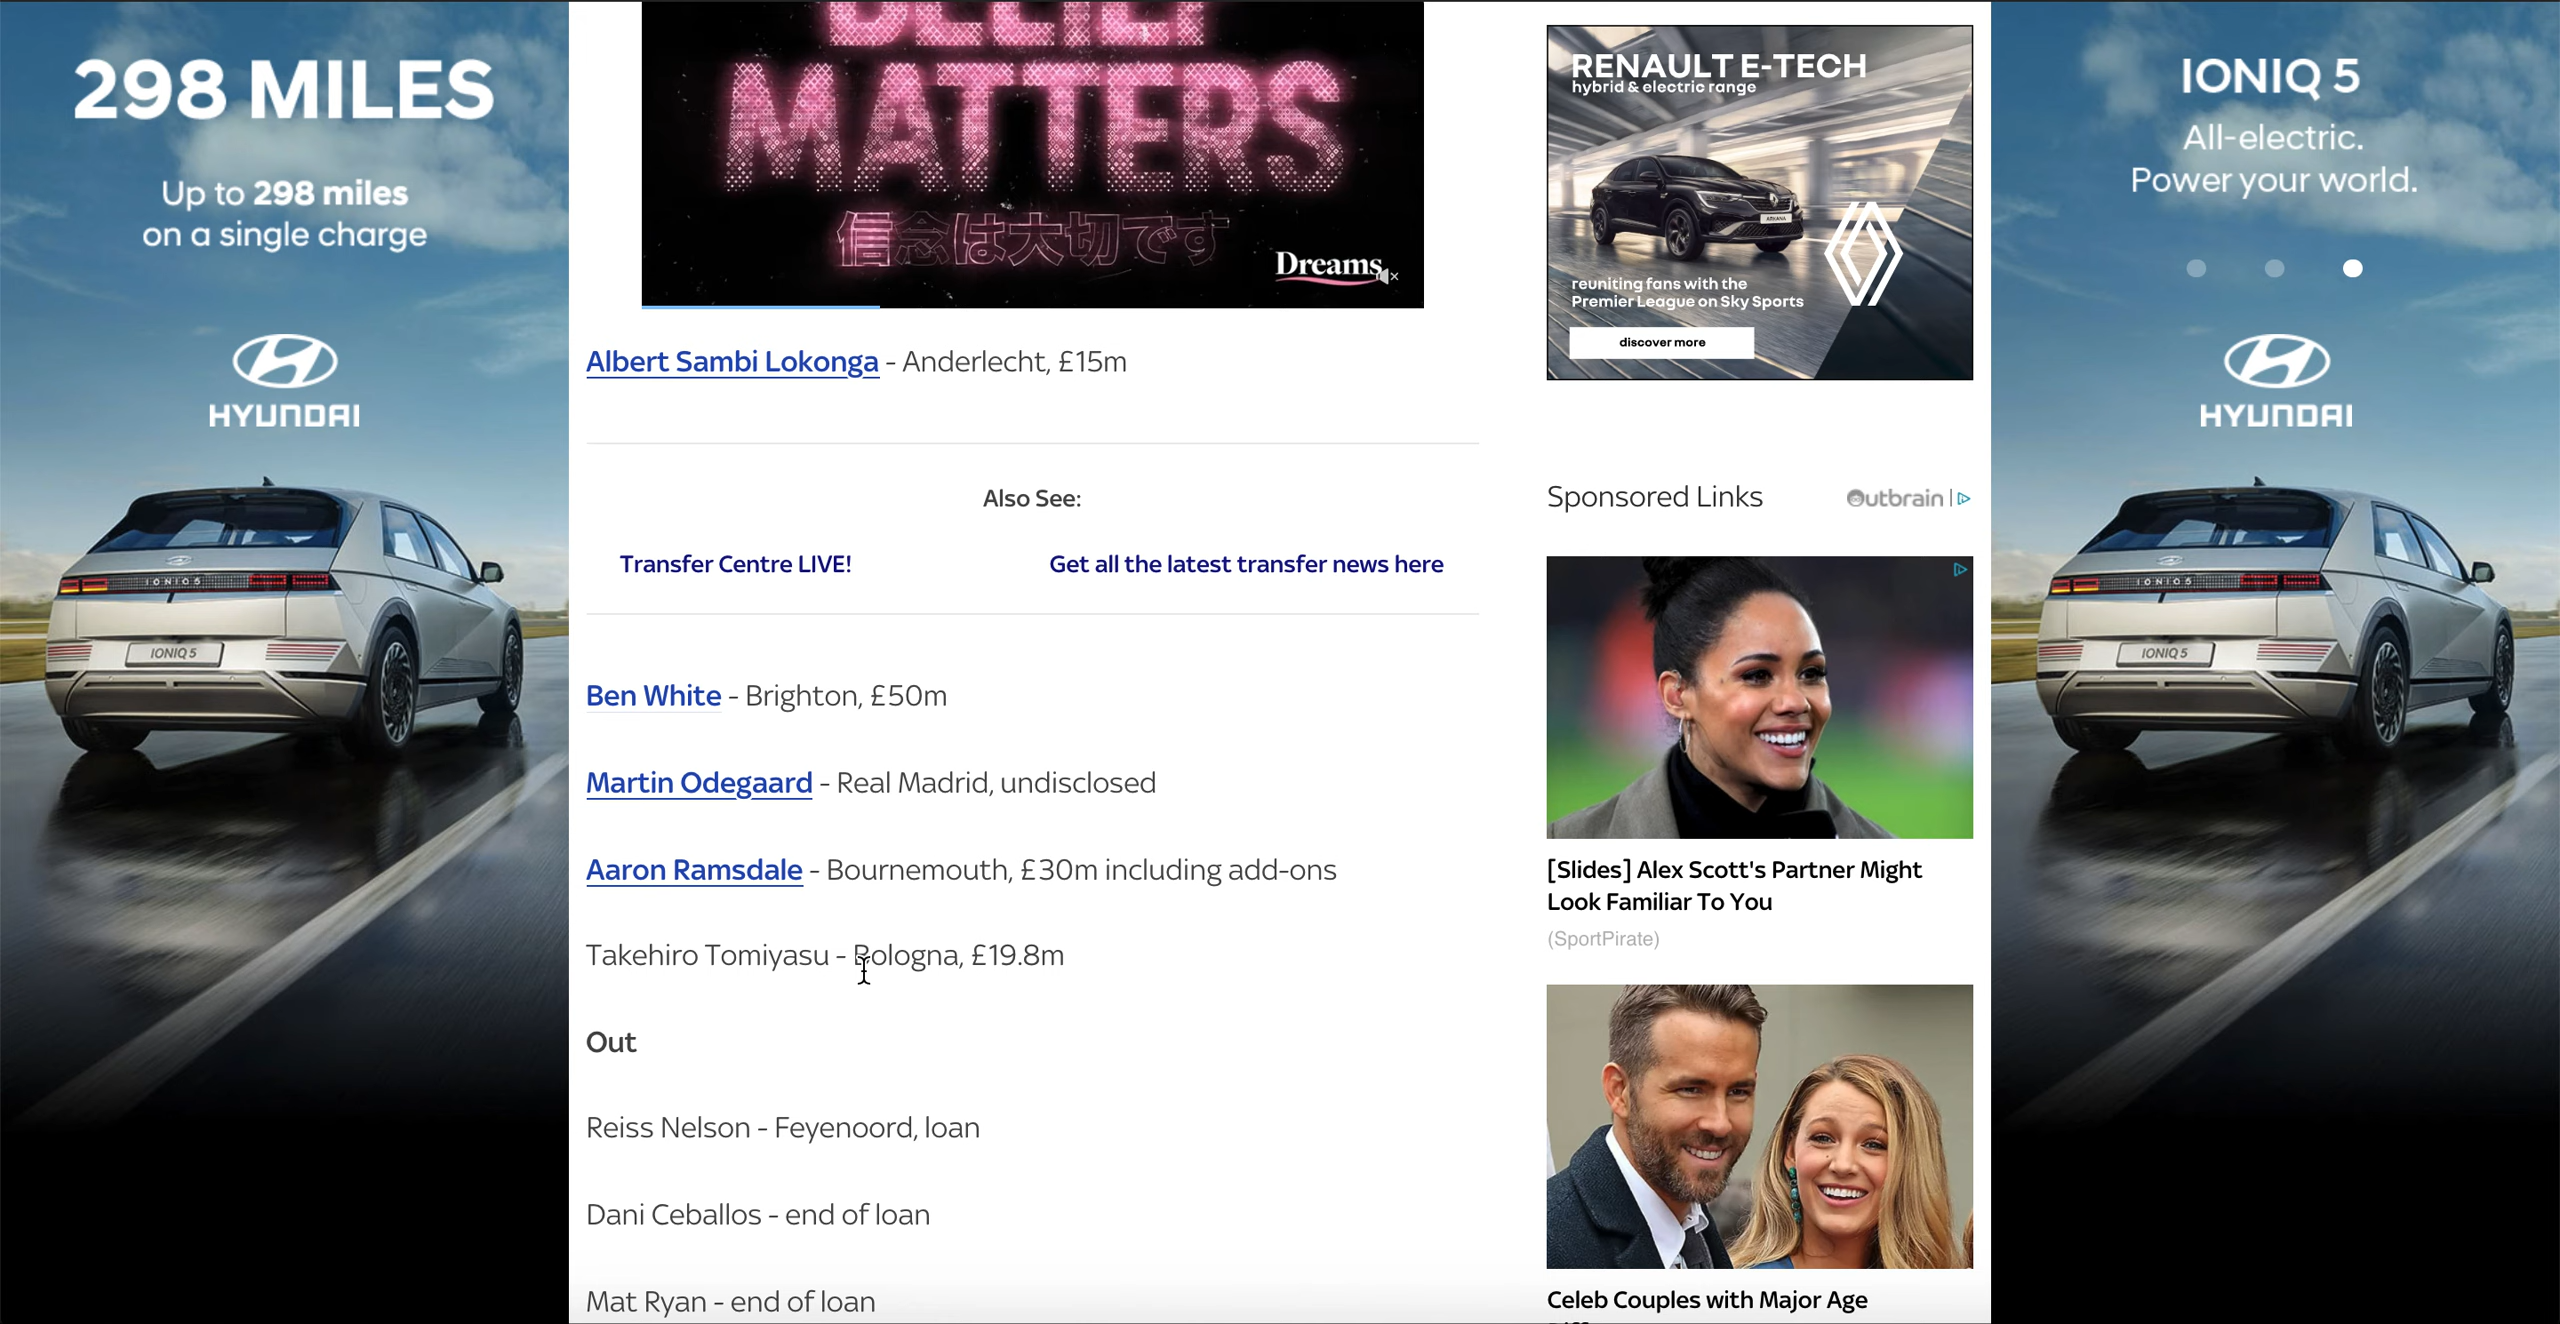 298 MILES
Up to 298 miles
on a single charge
HYUNDAI
IONIQ 5
IONIQ 5
MATTERS
信念は大切です
Dreams
Albert Sambi Lokonga - Anderlecht, £15m
Also See:
Transfer Centre LIVE!
Get all the latest transfer news here
Ben White - Brighton, £50m
Martin Odegaard - Real Madrid, undisclosed
Aaron Ramsdale - Bournemouth, £30m including add-ons
Takehiro Tomiyasu - Bologna, £19.8m
Out
Reiss Nelson - Feyenoord, loan
Dani Ceballos - end of loan
Mat Ryan - end of loan
RENAULT E-TECH
hybrid & electric range
ARKANA
reuniting fans with the
Premier League on Sky Sports
discover more
Sponsored Links
Outbrain
[Slides] Alex Scott's Partner Might
Look Familiar To You
(SportPirate)
Celeb Couples with Major Age
IONIQ 5
All-electric.
Power your world.
HYUNDAI
IONIQ 5
IONIQ 5